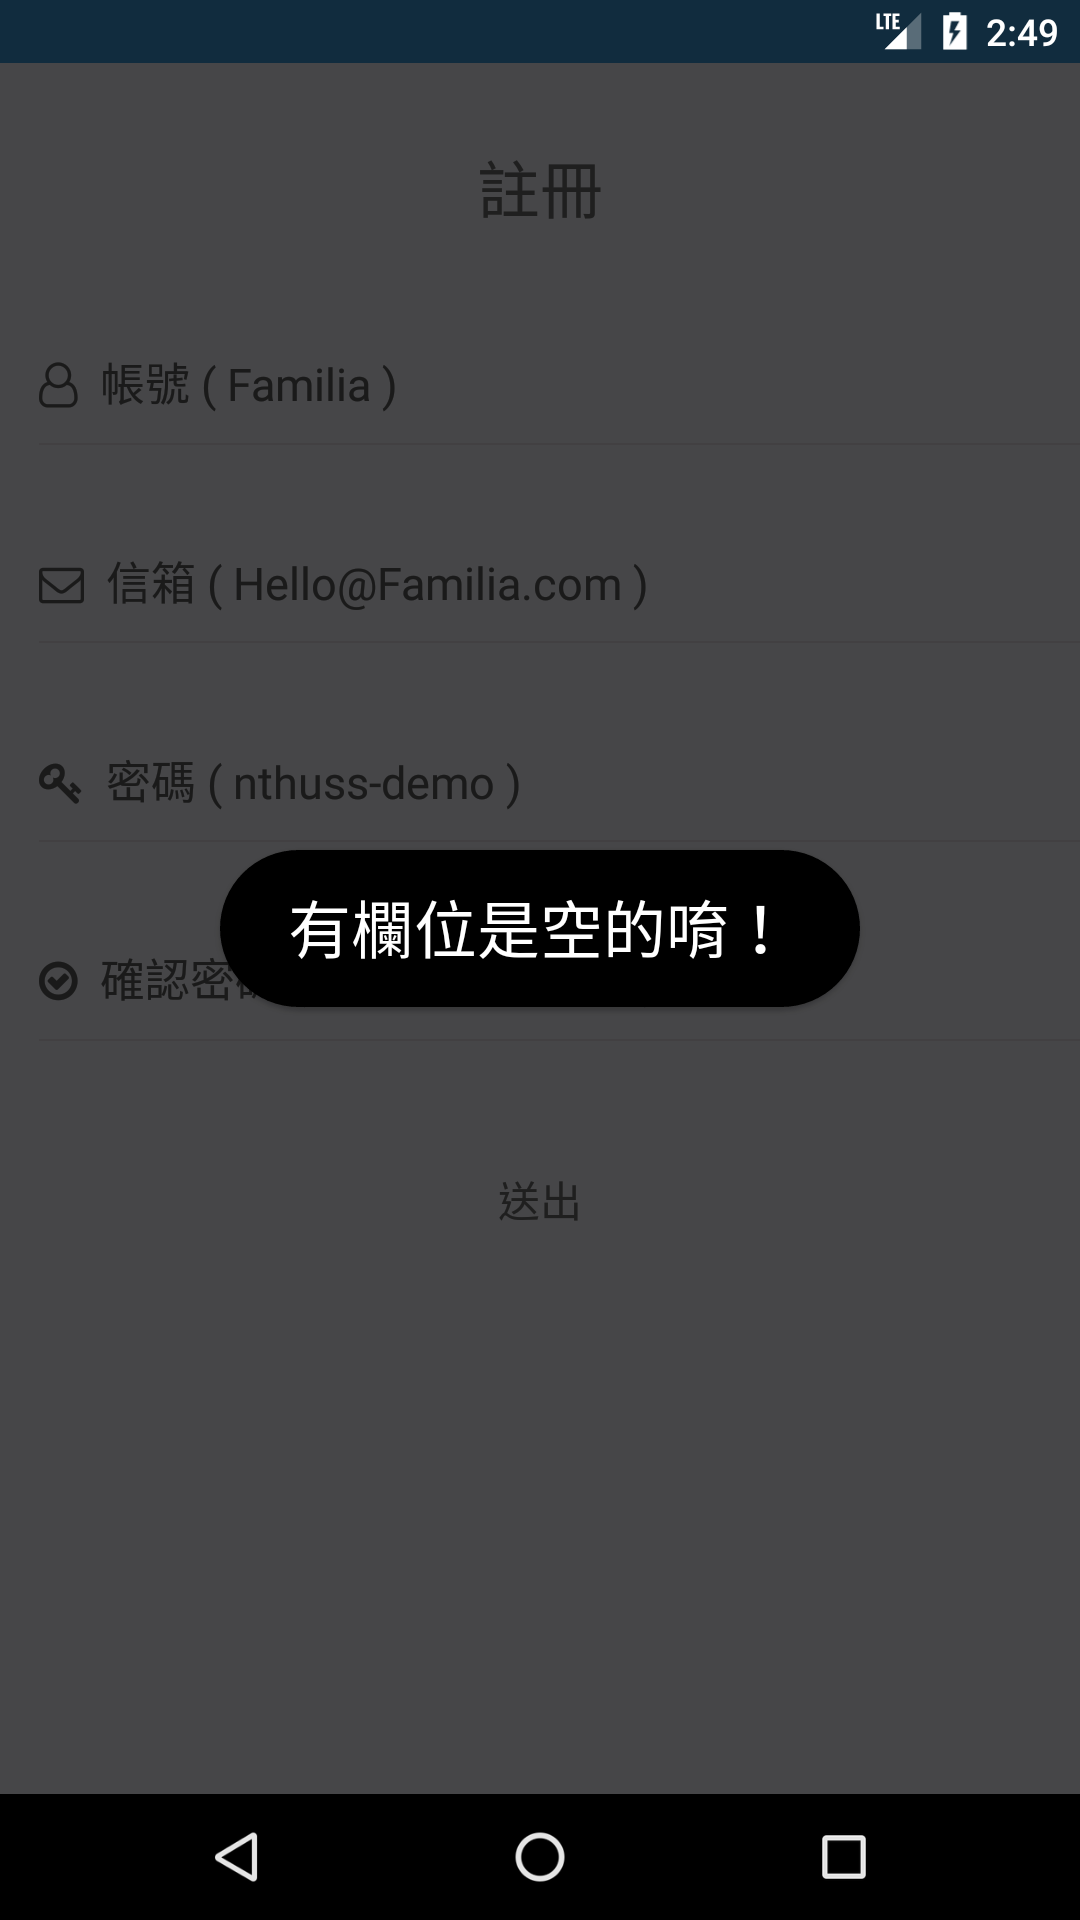 LTE 2:49
註冊
帳號 ( Familia )
信箱 ( Hello@Familia.com )
密碼 ( nthuss-demo )
有欄位是空的唷！
確認密碼
送出